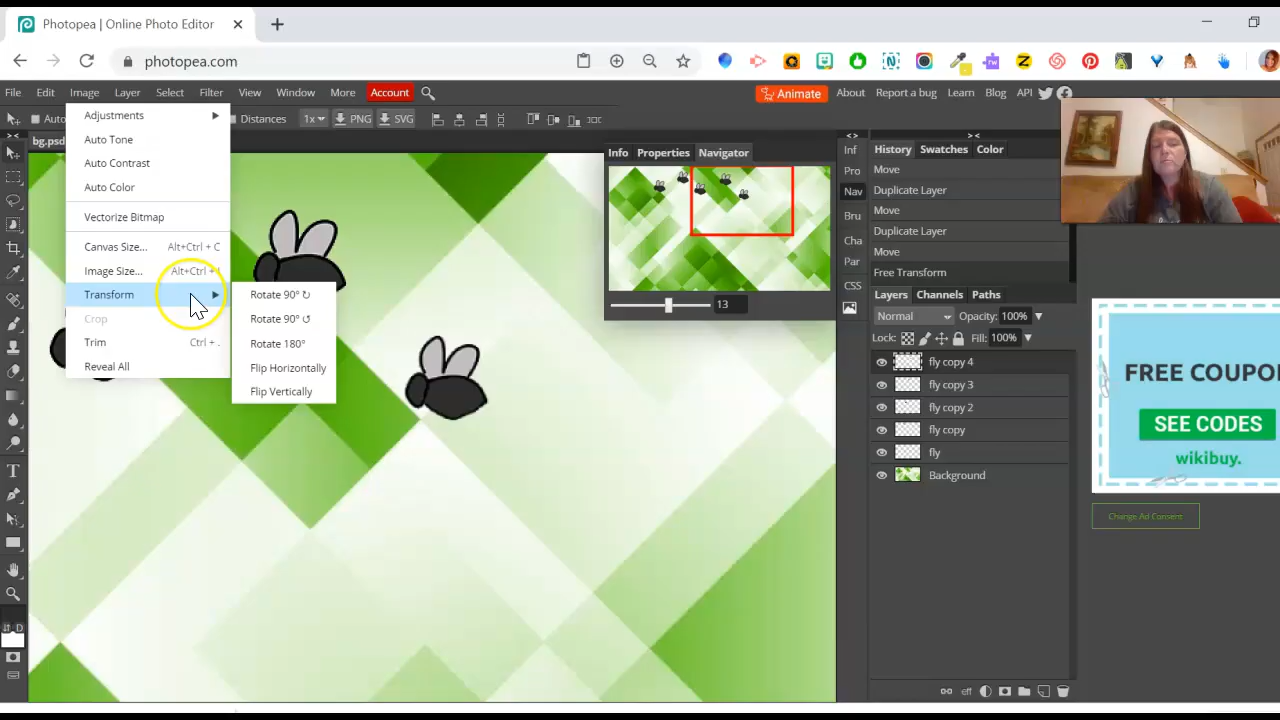 Photopea | Online Photo Editor
photopea.com
File Edit Image Layer Select Filter View Window More Account
Animate About Report a bug Learn Blog API
Distances 1x PNG SVG
bg.psd
Adjustments
Auto Tone
Auto Contrast
Auto Color
Vectorize Bitmap
Canvas Size... Alt+Ctrl + C
Image Size... Alt+Ctrl +
Transform
Crop
Trim Ctrl + .
Reveal All
Rotate 90° ↻
Rotate 90° ↺
Rotate 180°
Flip Horizontally
Flip Vertically
Info Properties Navigator
13
Inf
Pro
Nav
Bru
Cha
Par
CSS
History Swatches Color
Move
Duplicate Layer
Move
Duplicate Layer
Move
Free Transform
Layers Channels Paths
Normal Opacity: 100%
Lock: Fill: 100%
fly copy 4
fly copy 3
fly copy 2
fly copy
fly
Background
eff
FREE COUPO
SEE CODES
wikibuy.
Change Ad Consent
D